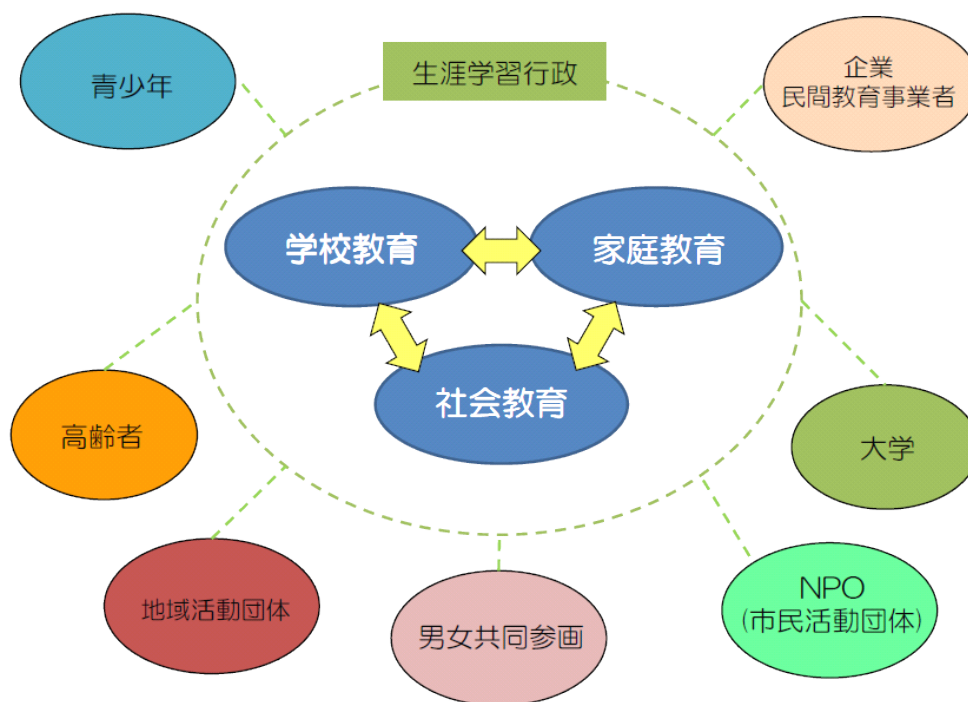 生涯学習行政
青少年
企業
民間教育事業者
学校教育
家庭教育
社会教育
高齢者
大学
地域活動団体
男女共同参画
NPO
(市民活動団体)